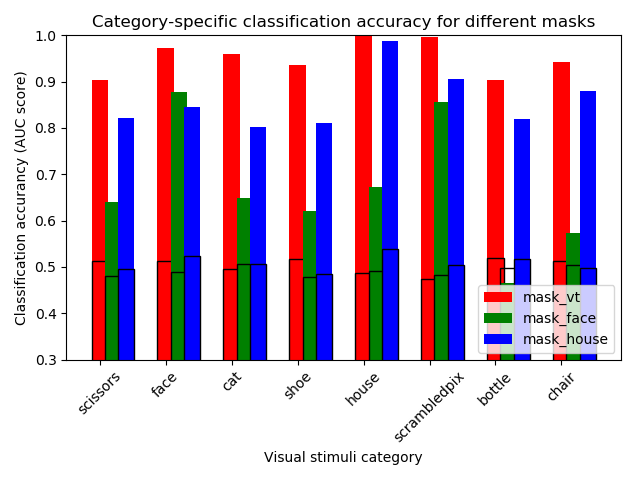 Category-specific classification accuracy for different masks
Classification accurancy (AUC score)
1.0
0.9
0.8
0.7
0.6
0.5
0.4
0.3
mask_vt
mask_face
mask_house
scissors
face
cat
shoe
house
scrambledpix
bottle
chair
Visual stimuli category